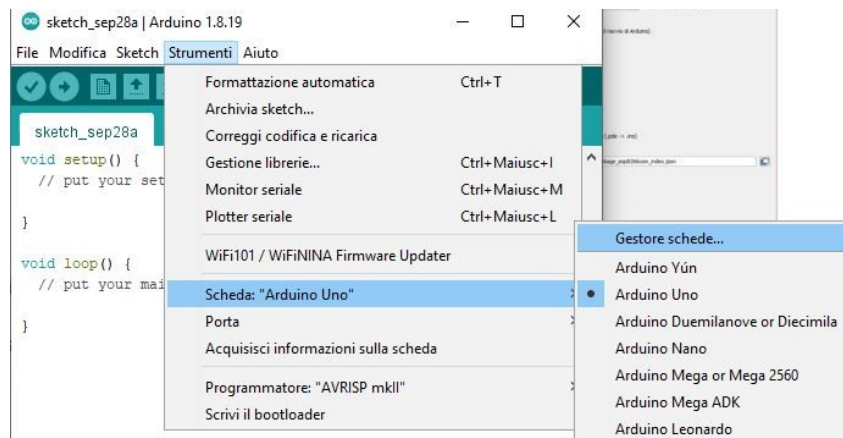 sketch_sep28a | Arduino 1.8.19
File Modifica Sketch Strumenti Aiuto
sketch_sep28a
void setup() {
// put your set
}
void loop() {
// put your mai
}
Formattazione automatica Ctrl+T
Archivia sketch...
Correggi codifica e ricarica
Gestione librerie... Ctrl+Maiusc+I
Monitor seriale Ctrl+Maiusc+M
Plotter seriale Ctrl+Maiusc+L
WiFi101 / WiFiNINA Firmware Updater
Scheda: "Arduino Uno"
Porta
Acquisisci informazioni sulla scheda
Programmatore: "AVRISP mkII"
Scrivi il bootloader
Gestore schede...
Arduino Yún
Arduino Uno
Arduino Duemilanove or Diecimila
Arduino Nano
Arduino Mega or Mega 2560
Arduino Mega ADK
Arduino Leonardo